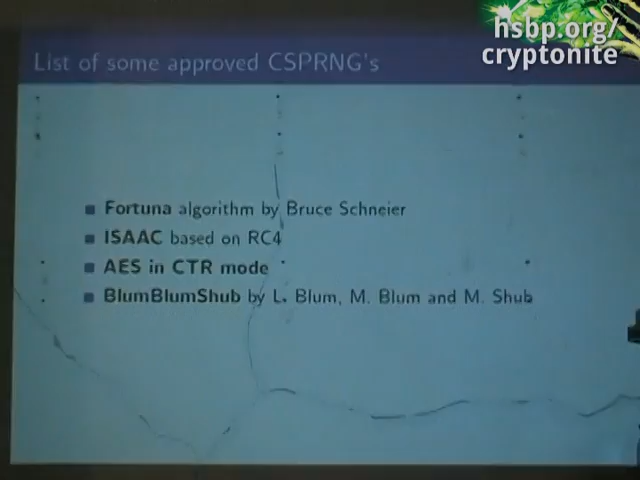 hsbp.org/
cryptonite
List of some approved CSPRNG's
Fortuna algorithm by Bruce Schneier
ISAAC based on RC4
AES in CTR mode
BlumBlumShub by L. Blum, M. Blum and M. Shub